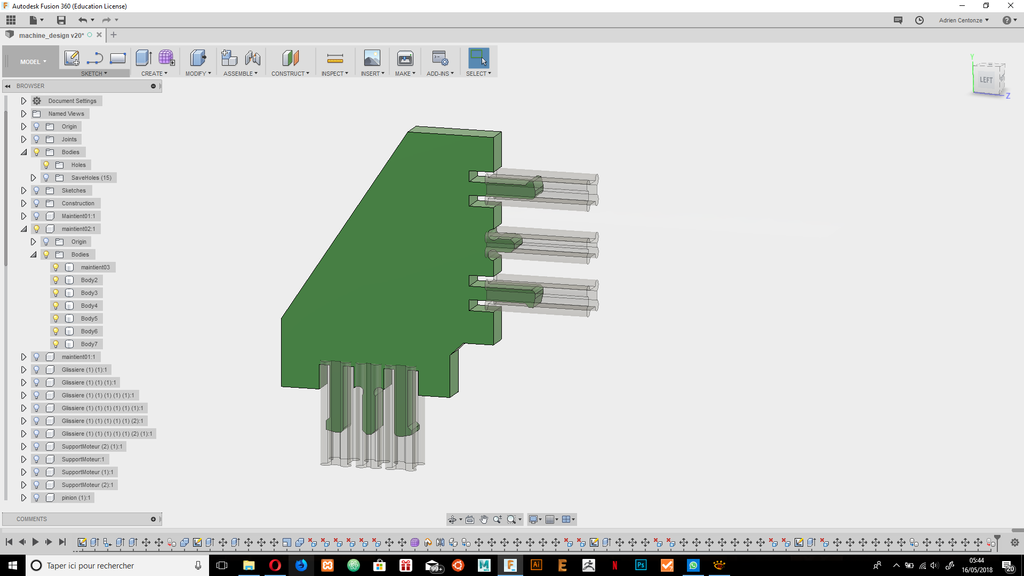 Autodesk Fusion 360 (Education License)
Adrien Centonze
machine_design v20*
MODEL
SKETCH
CREATE
MODIFY
ASSEMBLE
CONSTRUCT
INSPECT
INSERT
MAKE
ADD-INS
SELECT
BROWSER
LEFT
Y
Z
Document Settings
Named Views
Origin
Joints
Bodies
Holes
SaveHoles (15)
Sketches
Construction
Maintient01:1
maintient02:1
Origin
Bodies
maintient03
Body2
Body3
Body4
Body5
Body6
Body7
maintient01:1
Glissiere (1):1
Glissiere (1) (1):1
Glissiere (1) (1) (1) (1):1
Glissiere (1) (1) (1) (1) (1):1
Glissiere (1) (1) (1) (1) (2):1
Glissiere (1) (1) (1) (1) (2) (1):1
SupportMoteur (2) (1):1
SupportMoteur:1
SupportMoteur (1):1
SupportMoteur (2):1
pinion (1):1
COMMENTS
Taper ici pour rechercher
05:44
16/05/2018